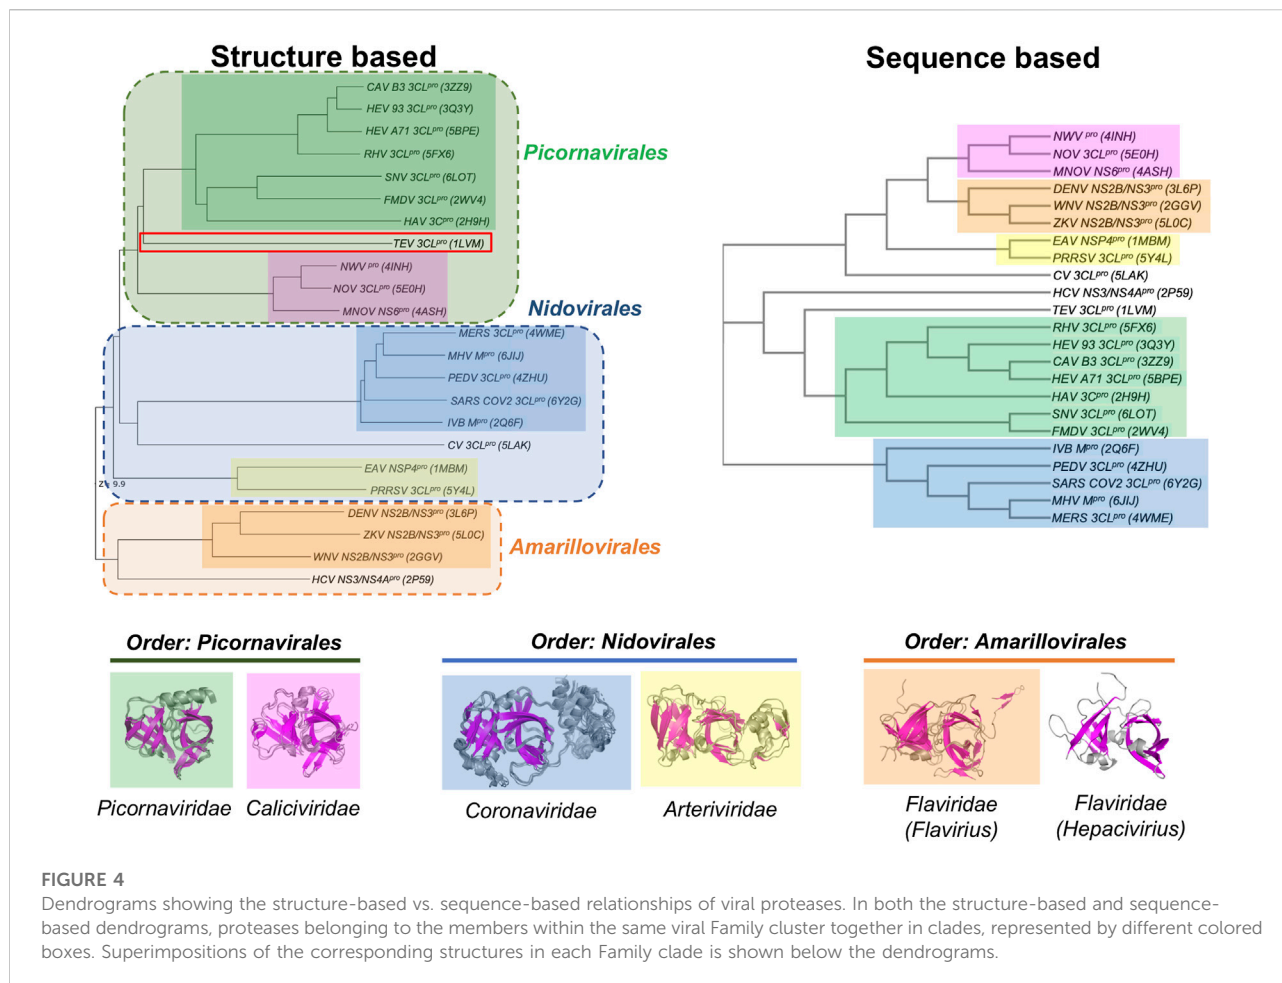 Structure based
CAV B3 3CLpro (3ZZ9)
HEV 93 3CLpro (3Q3Y)
HEV A71 3CLpro (5BPE)
RHV 3CLpro (5FX6)
SNV 3CLpro (6LOT)
FMDV 3CLpro (2WV4)
HAV 3Cpro (2H9H)
TEV 3CLpro (1LVM)
NWV pro (4INH)
NOV 3CLpro (5E0H)
MNOV NS6pro (4ASH)
Picornavirales
Nidovirales
MERS 3CLpro (4WME)
MHV Mpro (6JIJ)
PEDV 3CLpro (4ZHU)
SARS COV2 3CLpro (6Y2G)
IVB Mpro (2Q6F)
CV 3CLpro (5LAK)
EAV NSP4pro (1MBM)
PRRSV 3CLpro (5Y4L)
9.9
DENV NS2B/NS3pro (3L6P)
ZKV NS2B/NS3pro (5L0C)
WNV NS2B/NS3pro (2GGV)
HCV NS3/NS4Apro (2P59)
Amarillovirales
Sequence based
NWV pro (4INH)
NOV 3CLpro (5E0H)
MNOV NS6pro (4ASH)
DENV NS2B/NS3pro (3L6P)
WNV NS2B/NS3pro (2GGV)
ZKV NS2B/NS3pro (5L0C)
EAV NSP4pro (1MBM)
PRRSV 3CLpro (5Y4L)
CV 3CLpro (5LAK)
HCV NS3/NS4Apro (2P59)
TEV 3CLpro (1LVM)
RHV 3CLpro (5FX6)
HEV 93 3CLpro (3Q3Y)
CAV B3 3CLpro (3ZZ9)
HEV A71 3CLpro (5BPE)
HAV 3Cpro (2H9H)
SNV 3CLpro (6LOT)
FMDV 3CLpro (2WV4)
IVB Mpro (2Q6F)
PEDV 3CLpro (4ZHU)
SARS COV2 3CLpro (6Y2G)
MHV Mpro (6JIJ)
MERS 3CLpro (4WME)
Order: Picornavirales
Order: Nidovirales
Order: Amarillovirales
Picornaviridae
Caliciviridae
Coronaviridae
Arteriviridae
Flaviridae
(Flavirius)
Flaviridae
(Hepacivirius)
FIGURE 4
Dendrograms showing the structure-based vs. sequence-based relationships of viral proteases. In both the structure-based and sequence-
based dendrograms, proteases belonging to the members within the same viral Family cluster together in clades, represented by different colored
boxes. Superimpositions of the corresponding structures in each Family clade is shown below the dendrograms.